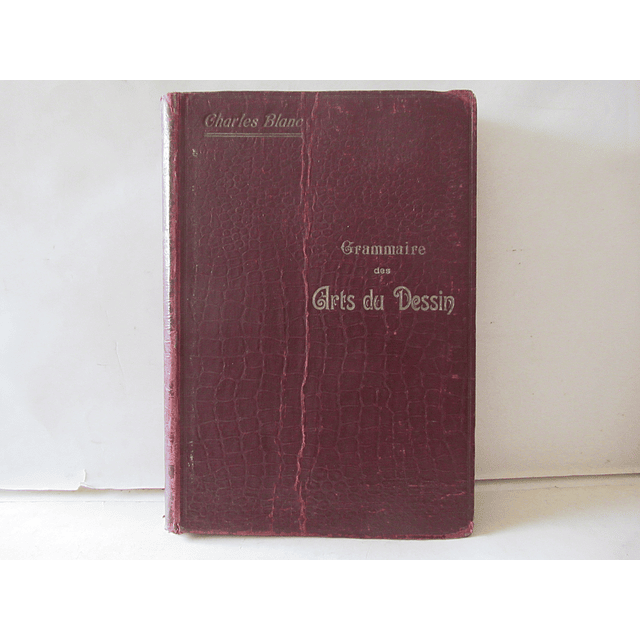 Charles Blanc
Grammaire
des
Arts du Dessin